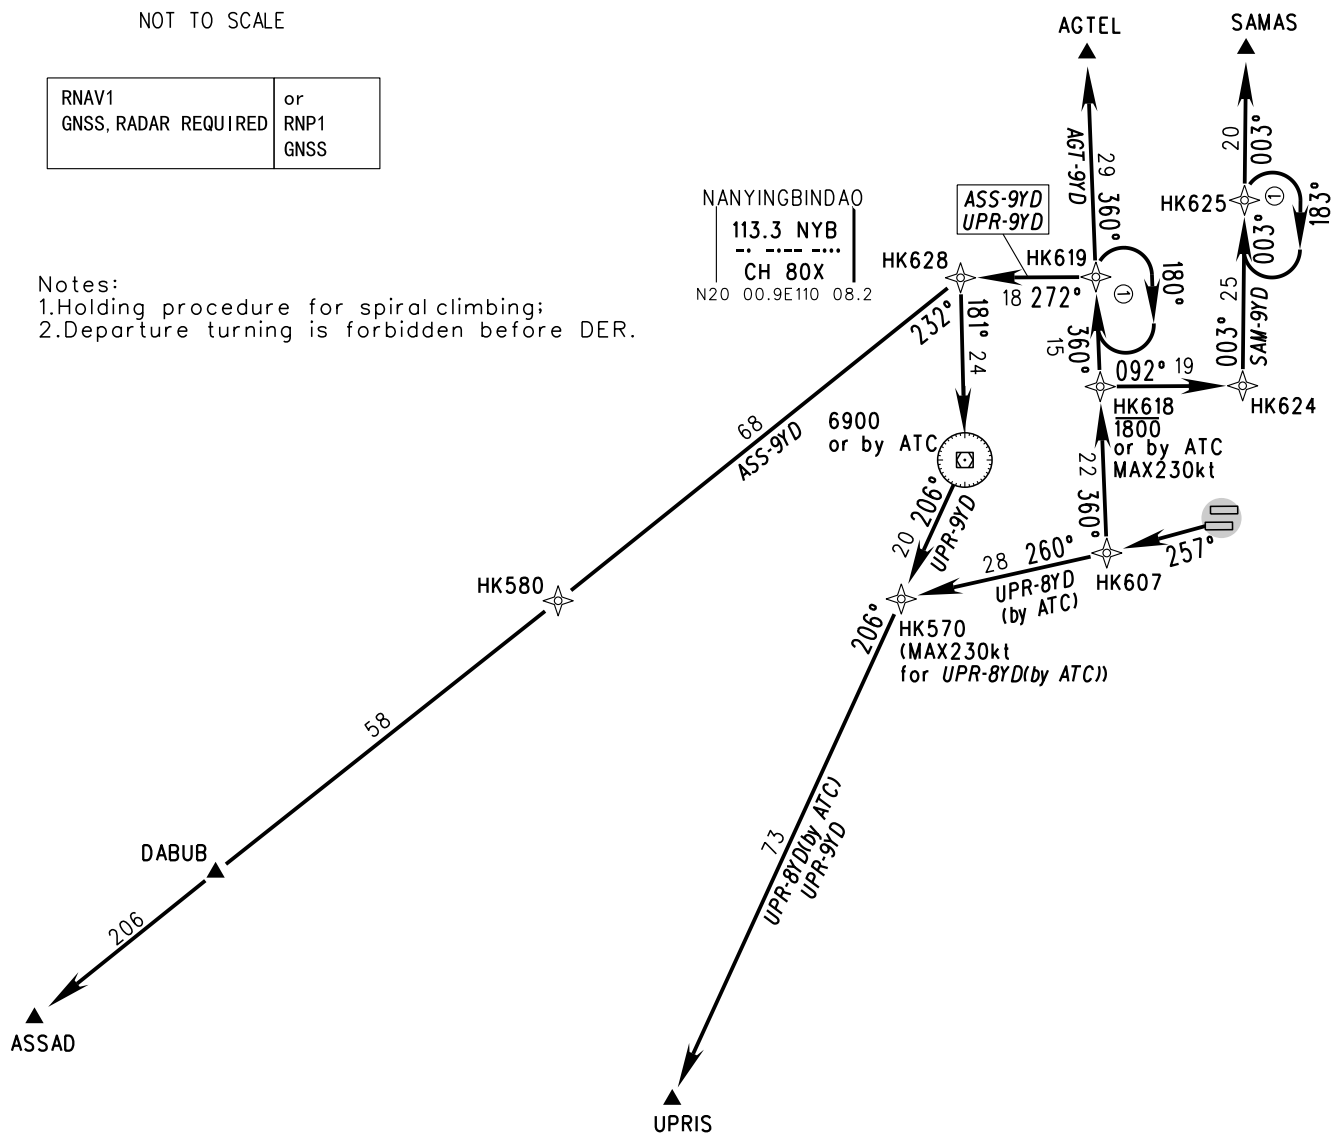 NOT TO SCALE
RNAV1
GNSS, RADAR REQUIRED
or
RNP1
GNSS
Notes:
1.Holding procedure for spiral climbing;
2.Departure turning is forbidden before DER.
AGTEL
SAMAS
20
003°
AGT-9YD
29
360°
HK625
1
183°
003°
NANYINGBINDAO
113.3 NYB
CH 80X
N20 00.9E110 08.2
ASS-9YD
UPR-9YD
HK628
HK619
18
272°
1
180°
232°
181°
24
15
360°
003°
25
SAM-9YD
092°
19
HK618
1800
or by ATC
MAX230kt
HK624
68
ASS-9YD
6900
or by ATC
206°
20
UPR-9YD
22
360°
257°
28
260°
UPR-8YD
(by ATC)
HK607
HK580
HK570
(MAX230kt
for UPR-8YD(by ATC))
206°
58
73
UPR-8YD(by ATC)
UPR-9YD
DABUB
206
ASSAD
UPRIS